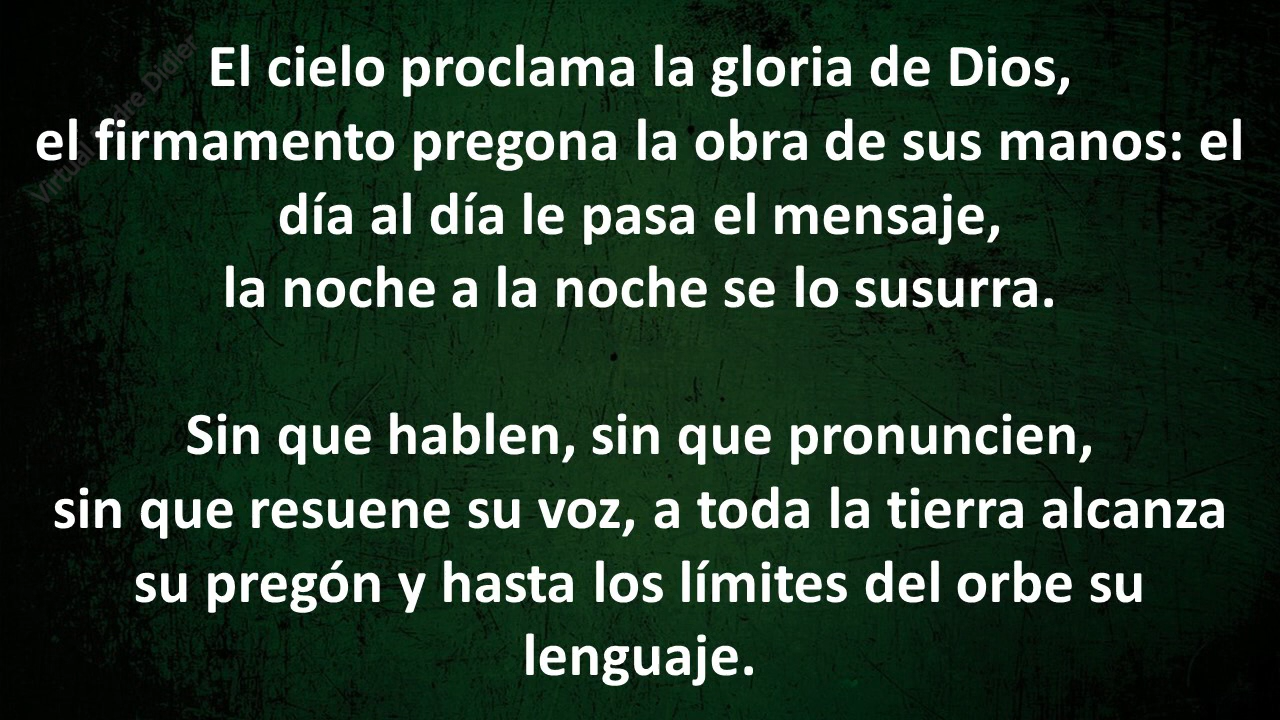 El cielo proclama la gloria de Dios,
el firmamento pregona la obra de sus manos: el
día al día le pasa el mensaje,
la noche a la noche se lo susurra.
Sin que hablen, sin que pronuncien,
sin que resuene su voz, a toda la tierra alcanza
su pregón y hasta los límites del orbe su
lenguaje.